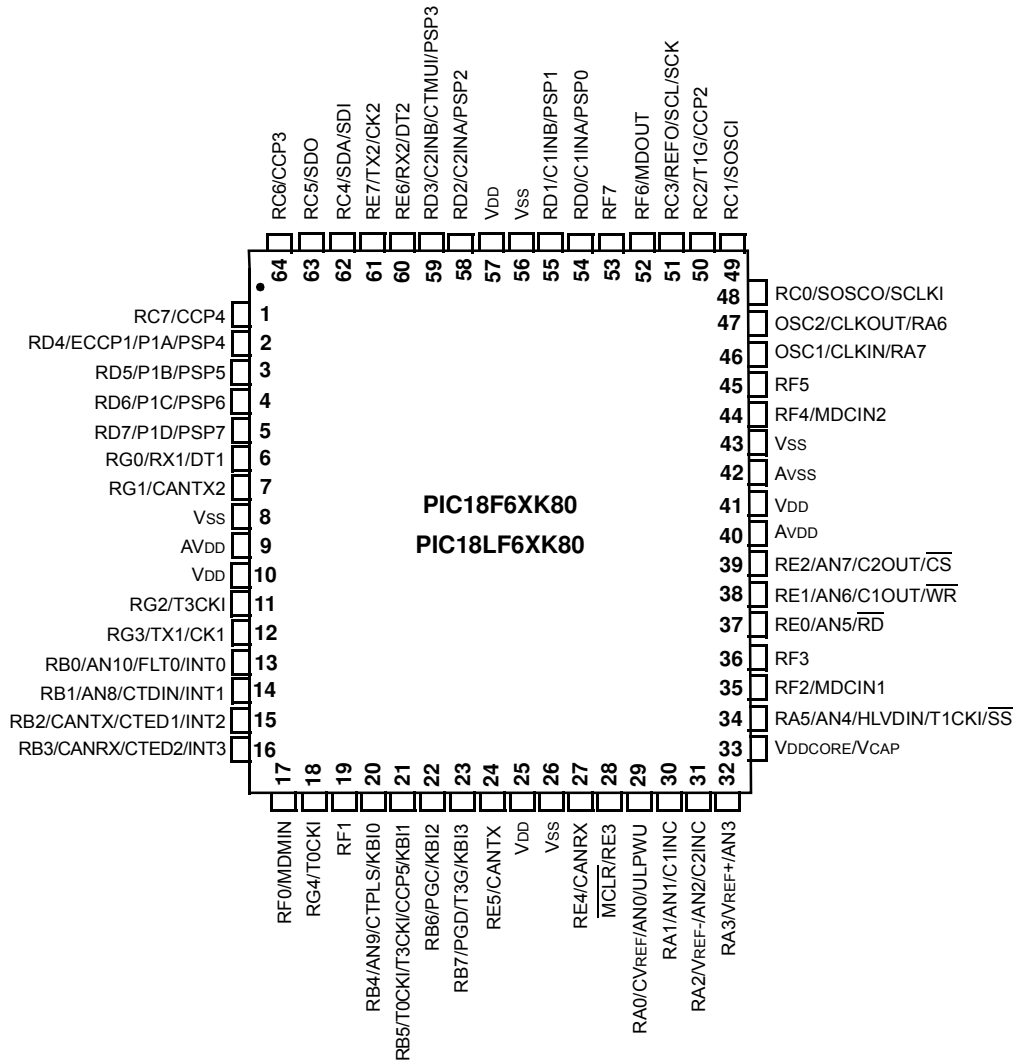 RC6/CCP3
RC5/SDO
RC4/SDA/SDI
RE7/TX2/CK2
RE6/RX2/DT2
RD3/C2INB/CTMUI/PSP3
RD2/C2INA/PSP2
VDD
VSS
RD1/C1INB/PSP1
RD0/C1INA/PSP0
RF7
RF6/MDOUT
RC3/REFO/SCL/SCK
RC2/T1G/CCP2
RC1/SOSCI
64
63
62
61
60
59
58
57
56
55
54
53
52
51
50
49
RC7/CCP4 1
RD4/ECCP1/P1A/PSP4 2
RD5/P1B/PSP5 3
RD6/P1C/PSP6 4
RD7/P1D/PSP7 5
RG0/RX1/DT1 6
RG1/CANTX2 7
VSS 8
AVDD 9
VDD 10
RG2/T3CKI 11
RG3/TX1/CK1 12
RB0/AN10/FLT0/INT0 13
RB1/AN8/CTDIN/INT1 14
RB2/CANTX/CTED1/INT2 15
RB3/CANRX/CTED2/INT3 16
PIC18F6XK80
PIC18LF6XK80
48 RC0/SOSCO/SCLKI
47 OSC2/CLKOUT/RA6
46 OSC1/CLKIN/RA7
45 RF5
44 RF4/MDCIN2
43 VSS
42 AVSS
41 VDD
40 AVDD
39 RE2/AN7/C2OUT/CS
38 RE1/AN6/C1OUT/WR
37 RE0/AN5/RD
36 RF3
35 RF2/MDCIN1
34 RA5/AN4/HLVDIN/T1CKI/SS
33 VDDCORE/VCAP
17
18
19
20
21
22
23
24
25
26
27
28
29
30
31
32
RF0/MDMIN
RG4/T0CKI
RF1
RB4/AN9/CTPLS/KBI0
RB5/T0CKI/T3CKI/CCP5/KBI1
RB6/PGC/KBI2
RB7/PGD/T3G/KBI3
RE5/CANTX
VDD
VSS
RE4/CANRX
MCLR/RE3
RA0/CVREF/AN0/ULPWU
RA1/AN1/C1INC
RA2/VREF-/AN2/C2INC
RA3/VREF+/AN3